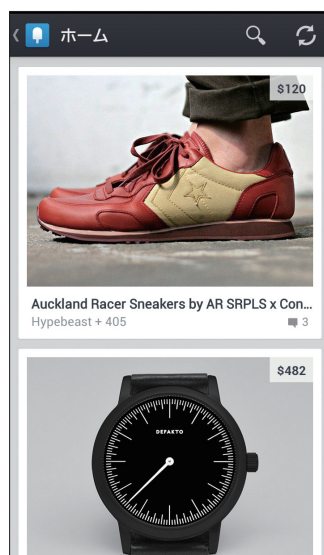 ホーム
$120
Auckland Racer Sneakers by AR SRPLS x Con...
Hypebeast + 405
3
$482
DEFAKTO